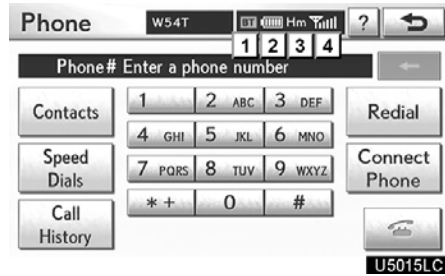 Phone W54T BT Hm ?
1 2 3 4
Phone# Enter a phone number
Contacts
Speed Dials
Call History
1 2 ABC 3 DEF
4 GHI 5 JKL 6 MNO
7 PQRS 8 TUV 9 WXYZ
* + 0 #
Redial
Connect Phone
U5015LC